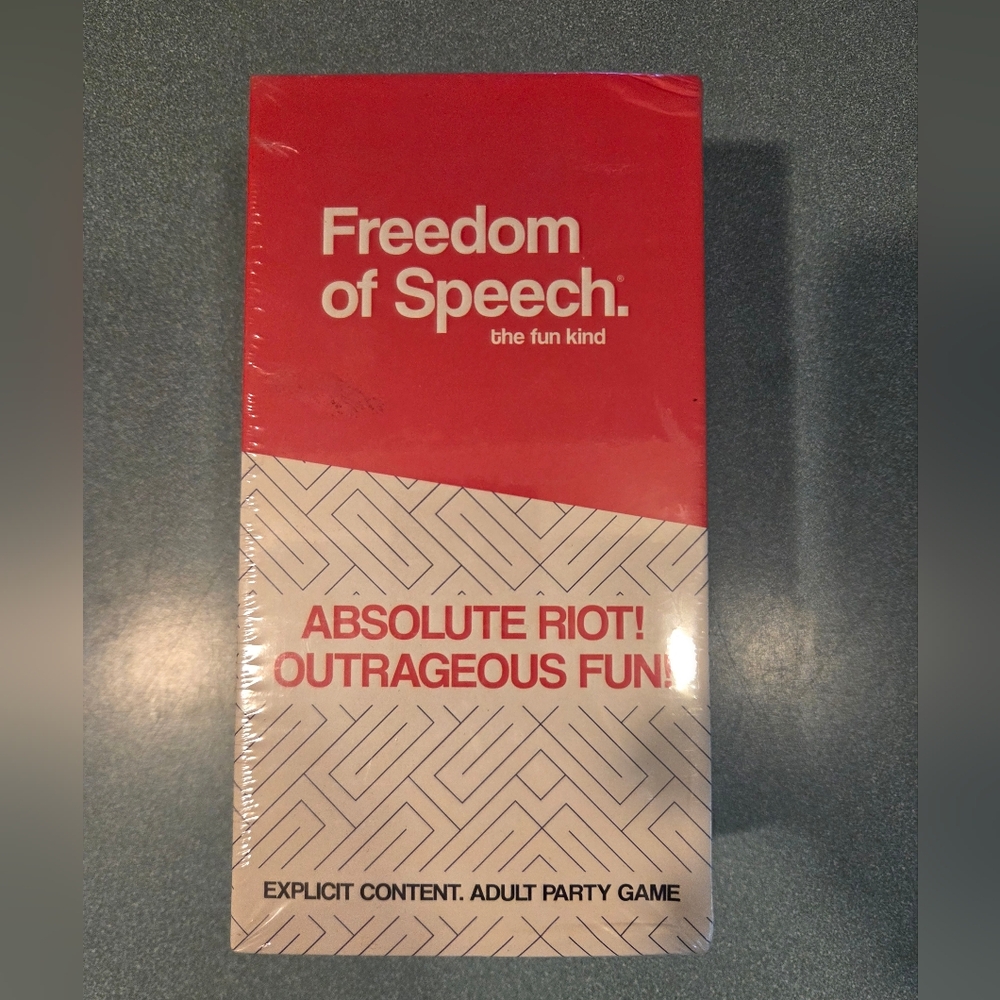 Freedom
of Speech.®
the fun kind
ABSOLUTE RIOT!
OUTRAGEOUS FUN!
EXPLICIT CONTENT. ADULT PARTY GAME